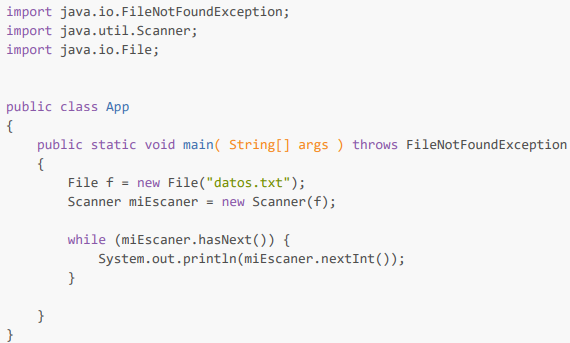 import java.io.FileNotFoundException;
import java.util.Scanner;
import java.io.File;
public class App
{
public static void main( String[] args ) throws FileNotFoundException
{
File f = new File("datos.txt");
Scanner miEscaner = new Scanner(f);
while (miEscaner.hasNext()) {
System.out.println(miEscaner.nextInt());
}
}
}